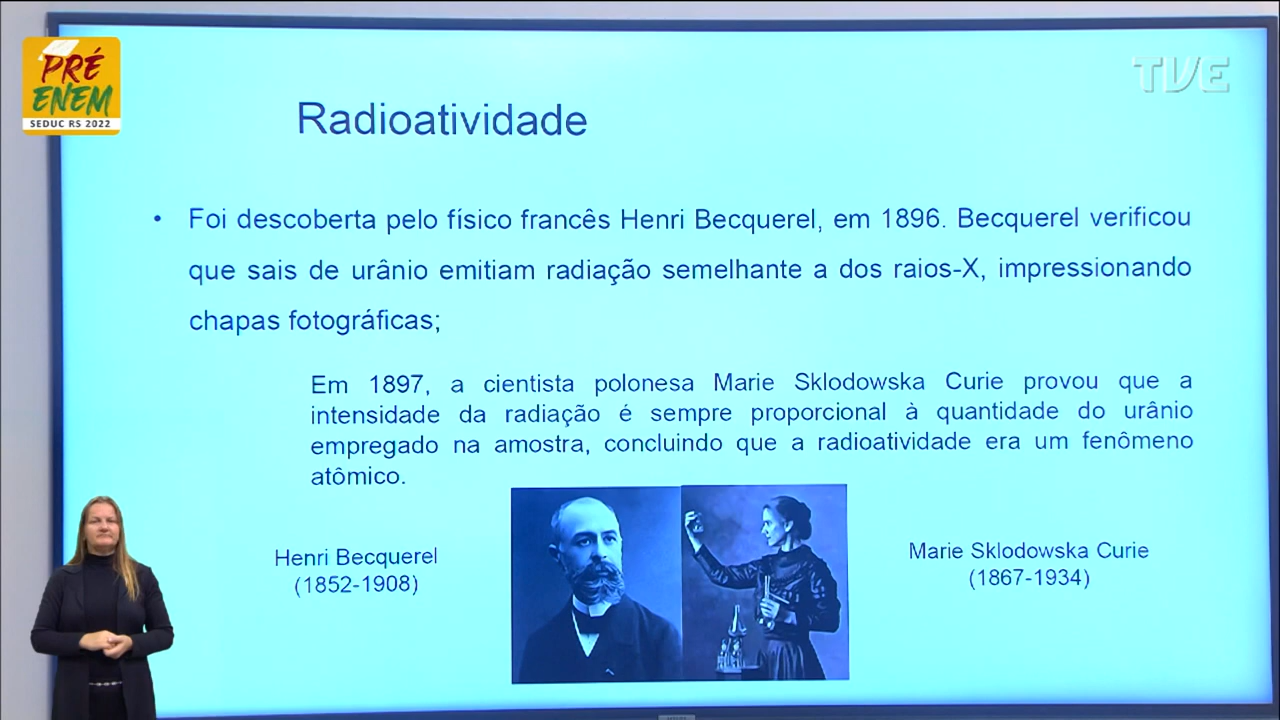 PRÉ
ENEM
SEDUC RS 2022
TVE
Radioatividade
• Foi descoberta pelo físico francês Henri Becquerel, em 1896. Becquerel verificou
que sais de urânio emitiam radiação semelhante a dos raios-X, impressionando
chapas fotográficas;
Em 1897, a cientista polonesa Marie Sklodowska Curie provou que a
intensidade da radiação é sempre proporcional à quantidade do urânio
empregado na amostra, concluindo que a radioatividade era um fenômeno
atômico.
Henri Becquerel
(1852-1908)
Marie Sklodowska Curie
(1867-1934)